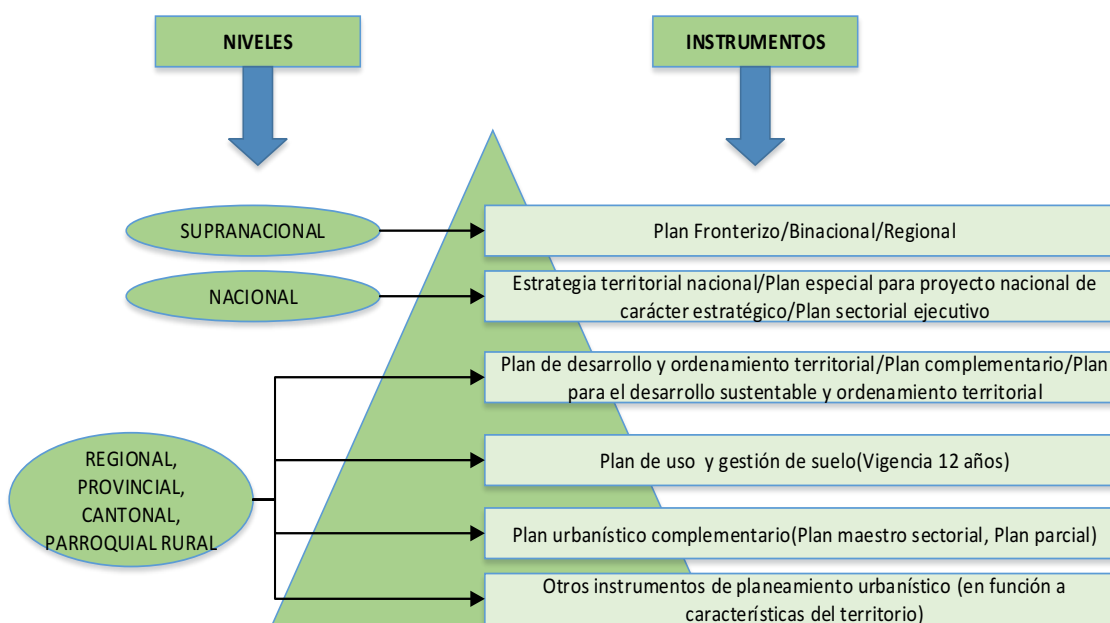 NIVELES
INSTRUMENTOS
SUPRANACIONAL
Plan Fronterizo/Binacional/Regional
NACIONAL
Estrategia territorial nacional/Plan especial para proyecto nacional de
carácter estratégico/Plan sectorial ejecutivo
Plan de desarrollo y ordenamiento territorial/Plan complementario/Plan
para el desarrollo sustentable y ordenamiento territorial
REGIONAL,
PROVINCIAL,
CANTONAL,
PARROQUIAL RURAL
Plan de uso y gestión de suelo(Vigencia 12 años)
Plan urbanístico complementario(Plan maestro sectorial, Plan parcial)
Otros instrumentos de planeamiento urbanístico (en función a
características del territorio)